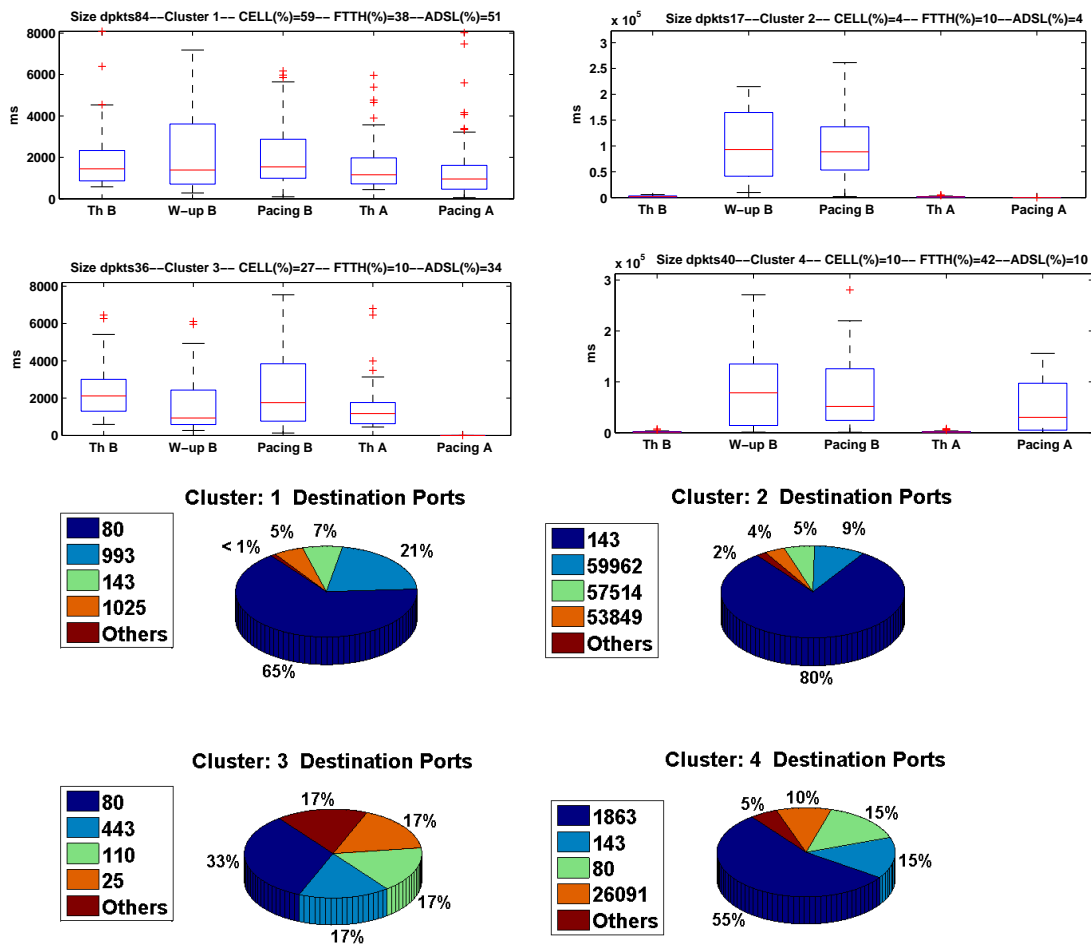 Size dpkts84−−Cluster 1−− CELL(%)=59−− FTTH(%)=38−−ADSL(%)=51
8000
6000
4000
2000
0
ms
Th B W−up B Pacing B Th A Pacing A
Size dpkts17−−Cluster 2−− CELL(%)=4−− FTTH(%)=10−−ADSL(%)=4
x 10^5
3
2.5
2
1.5
1
0.5
0
ms
Th B W−up B Pacing B Th A Pacing A
Size dpkts36−−Cluster 3−− CELL(%)=27−− FTTH(%)=10−−ADSL(%)=34
8000
6000
4000
2000
0
ms
Th B W−up B Pacing B Th A Pacing A
Size dpkts40−−Cluster 4−− CELL(%)=10−− FTTH(%)=42−−ADSL(%)=10
x 10^5
3
2
1
0
ms
Th B W−up B Pacing B Th A Pacing A
Cluster: 1 Destination Ports
80
993
143
1025
Others
< 1%
5%
7%
21%
65%
Cluster: 2 Destination Ports
143
59962
57514
53849
Others
2%
4%
5%
9%
80%
Cluster: 3 Destination Ports
80
443
110
25
Others
17%
17%
33%
17%
17%
Cluster: 4 Destination Ports
1863
143
80
26091
Others
5%
10%
15%
15%
55%